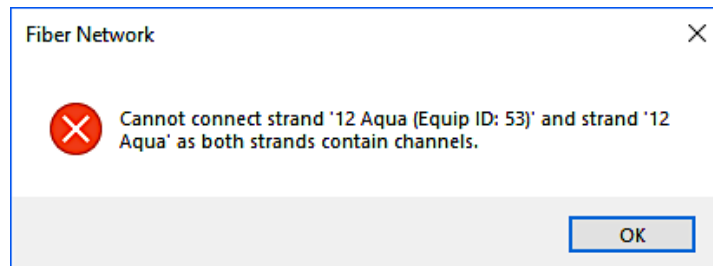 Fiber Network
Cannot connect strand '12 Aqua (Equip ID: 53)' and strand '12
Aqua' as both strands contain channels.
OK